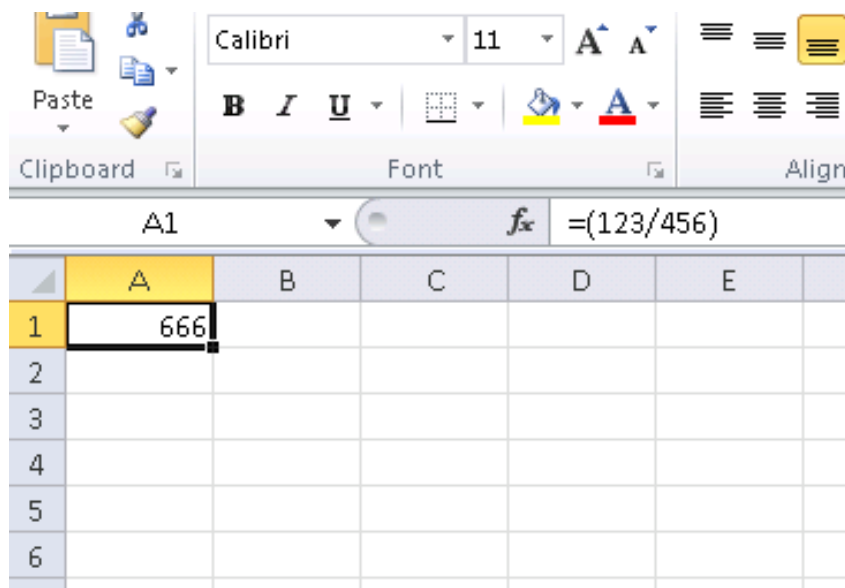 Calibri 11 A A
Paste B I U A
Clipboard Font Align
A1 fx =(123/456)
A B C D E
1 666
2
3
4
5
6